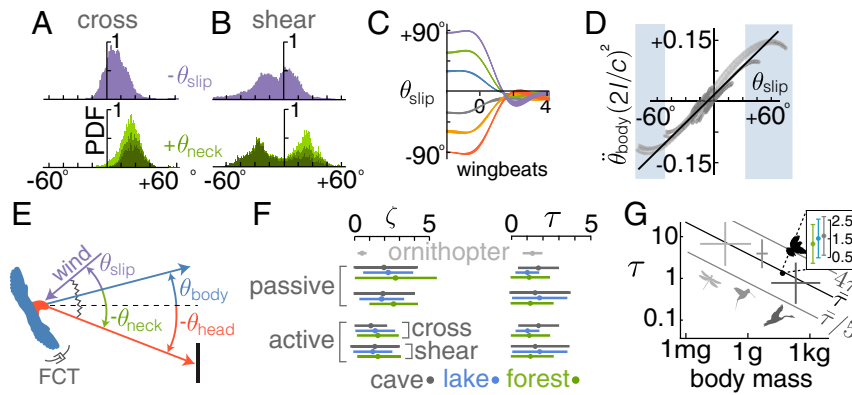 A cross
B shear
C
D
1
1
-θslip
PDF
1
1
+θneck
-60° +60°
-60° +60°
+90°
θslip
0 4
-90°
wingbeats
θ̈body(2I/c)²
+0.15
θslip
-60°
+60°
-0.15
E
wind
θslip
θbody
-θneck
-θhead
FCT
F
ζ
τ
0 5
0 5
ornithopter
passive
active
cross
shear
cave • lake • forest •
G
10
τ
1
0.1
2.5
1.5
0.5
4τ̄
τ̄
τ̄/5
1mg 1g 1kg
body mass